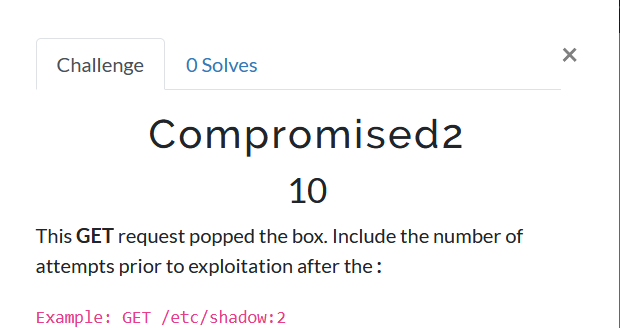 Challenge
0 Solves
×
Compromised2
10
This GET request popped the box. Include the number of
attempts prior to exploitation after the :
Example: GET /etc/shadow:2